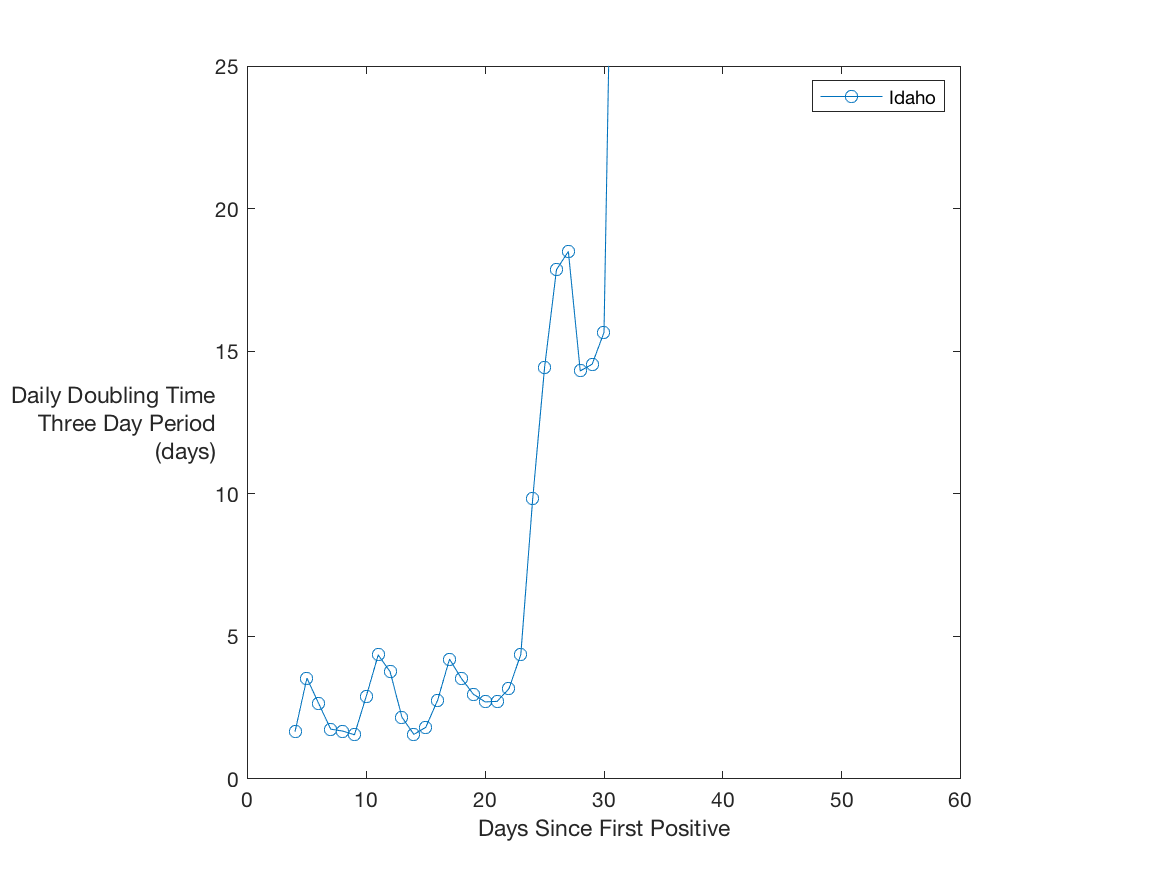 25
Idaho
20
15
Daily Doubling Time
Three Day Period
(days)
10
5
0
0 10 20 30 40 50 60
Days Since First Positive